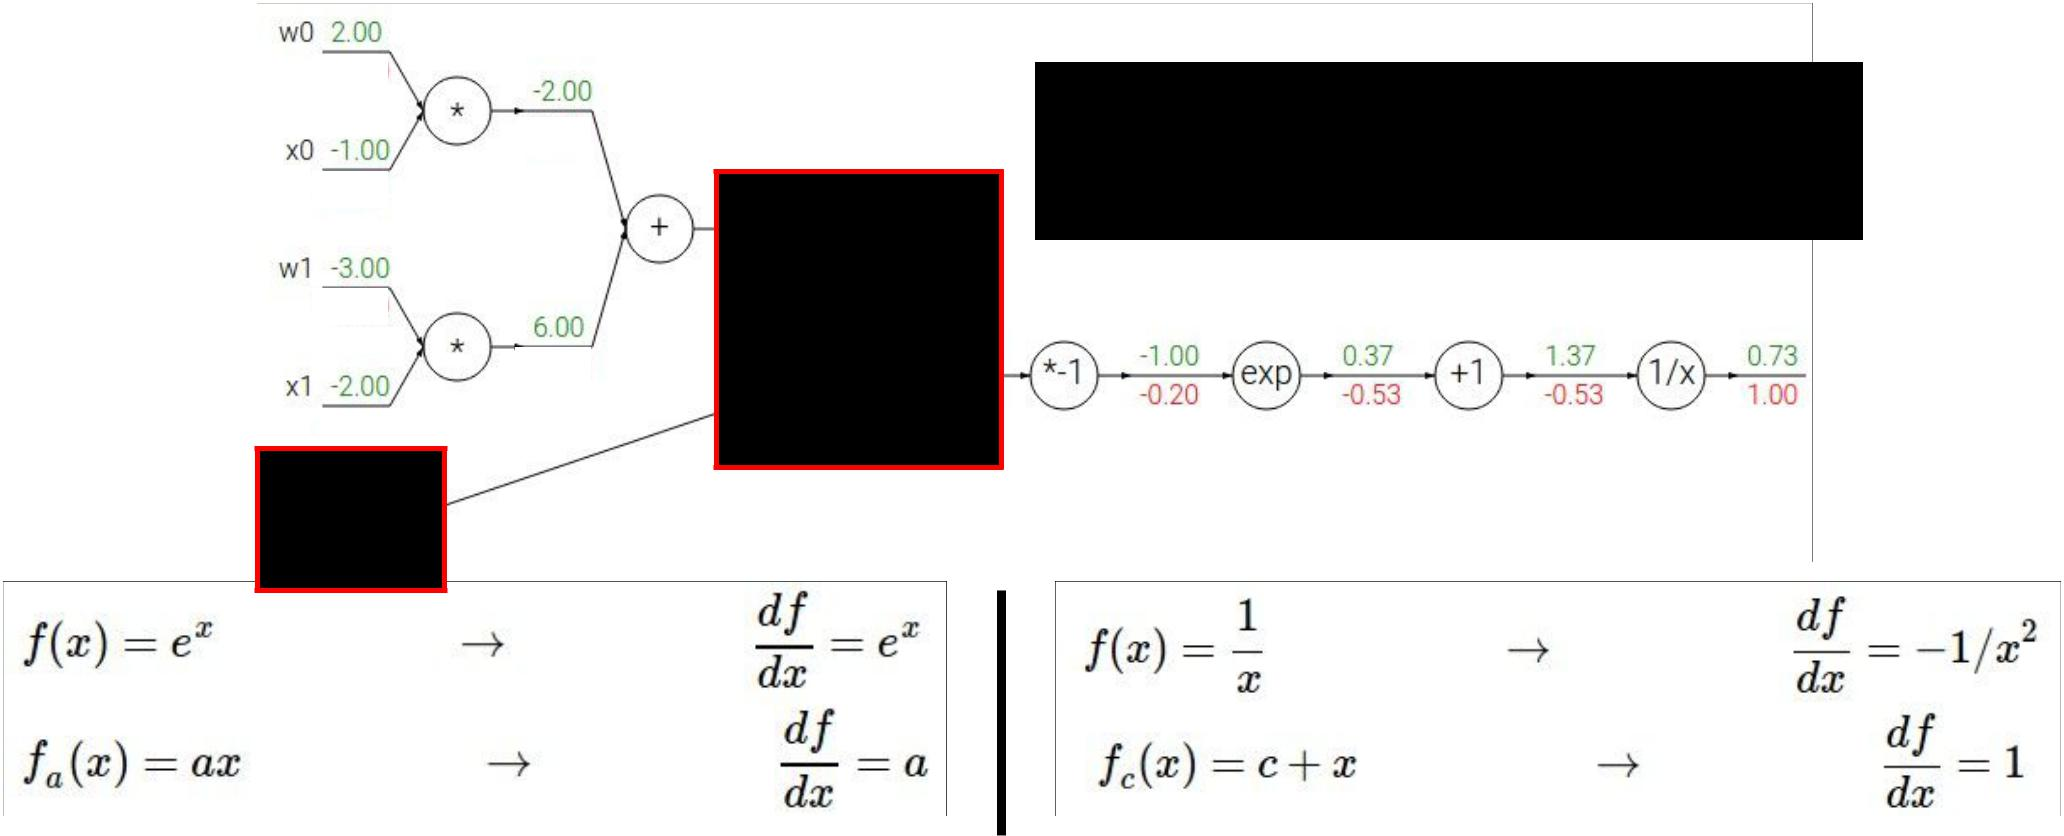 w0 2.00
*
-2.00
x0 -1.00
+
w1 -3.00
*
6.00
x1 -2.00
*-1
-1.00
-0.20
exp
0.37
-0.53
+1
1.37
-0.53
1/x
0.73
1.00
f(x) = e^x → df/dx = e^x
f_a(x) = ax → df/dx = a
f(x) = 1/x → df/dx = -1/x^2
f_c(x) = c + x → df/dx = 1